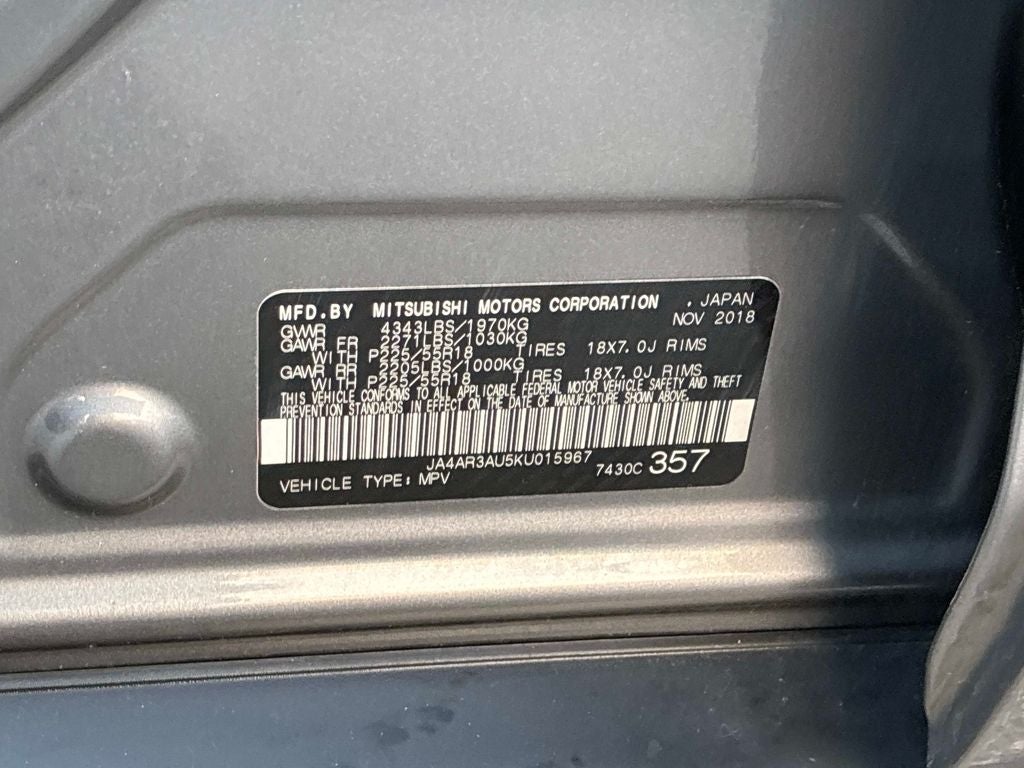 MFD.BY MITSUBISHI MOTORS CORPORATION , JAPAN
GVWR 4343LBS/1970KG NOV 2018
GAWR FR 2271LBS/1030KG
WITH P225/55R18 TIRES 18X7.0J RIMS
GAWR RR 2205LBS/1000KG
WITH P225/55R18 TIRES 18X7.0J RIMS
THIS VEHICLE CONFORMS TO ALL APPLICABLE FEDERAL MOTOR VEHICLE SAFETY AND THEFT
PREVENTION STANDARDS IN EFFECT ON THE DATE OF MANUFACTURE SHOWN ABOVE.
JA4AR3AU5KU015967
VEHICLE TYPE: MPV 7430C 357